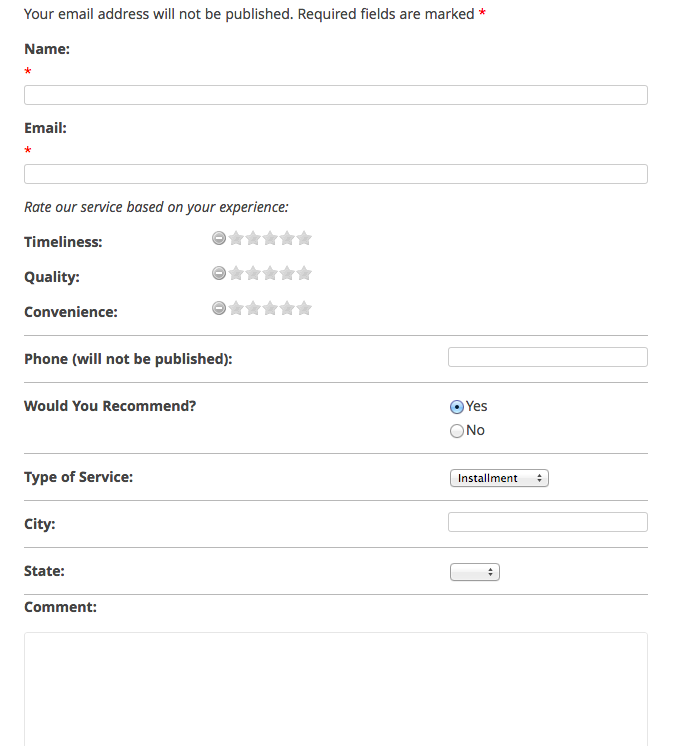 Your email address will not be published. Required fields are marked *
Name:
*
Email:
*
Rate our service based on your experience:
Timeliness:
Quality:
Convenience:
Phone (will not be published):
Would You Recommend? Yes
No
Type of Service: Installment
City:
State:
Comment: